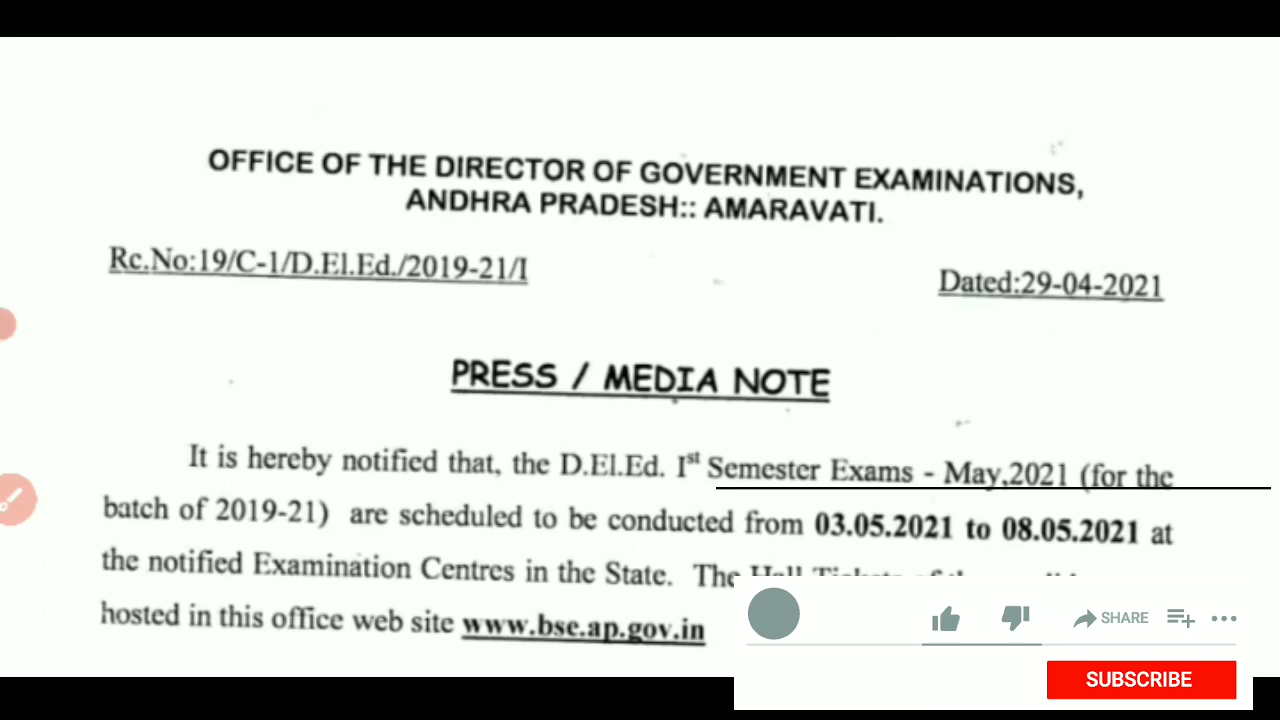 OFFICE OF THE DIRECTOR OF GOVERNMENT EXAMINATIONS,
ANDHRA PRADESH:: AMARAVATI.
Rc.No:19/C-1/D.El.Ed./2019-21/I Dated:29-04-2021
PRESS / MEDIA NOTE
It is hereby notified that, the D.El.Ed. Ist Semester Exams - May,2021 (for the
batch of 2019-21) are scheduled to be conducted from 03.05.2021 to 08.05.2021 at
the notified Examination Centres in the State. The Hall Tickets of the
hosted in this office web site www.bse.ap.gov.in
SHARE
SUBSCRIBE